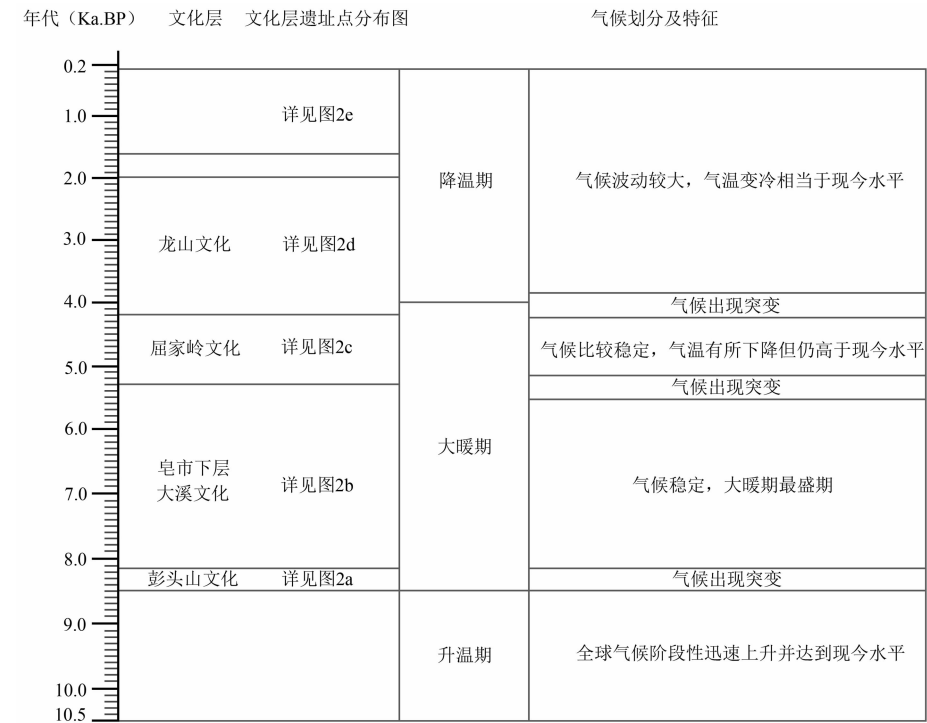 年代（Ka.BP） 文化层 文化层遗址点分布图 气候划分及特征
0.2
1.0 详见图2e
2.0 降温期 气候波动较大，气温变冷相当于现今水平
3.0 龙山文化 详见图2d
4.0 气候出现突变
屈家岭文化 详见图2c 气候比较稳定，气温有所下降但仍高于现今水平
5.0
气候出现突变
6.0
大暖期
皂市下层
大溪文化 详见图2b 气候稳定，大暖期最盛期
7.0
8.0
彭头山文化 详见图2a 气候出现突变
9.0
升温期 全球气候阶段性迅速上升并达到现今水平
10.0
10.5